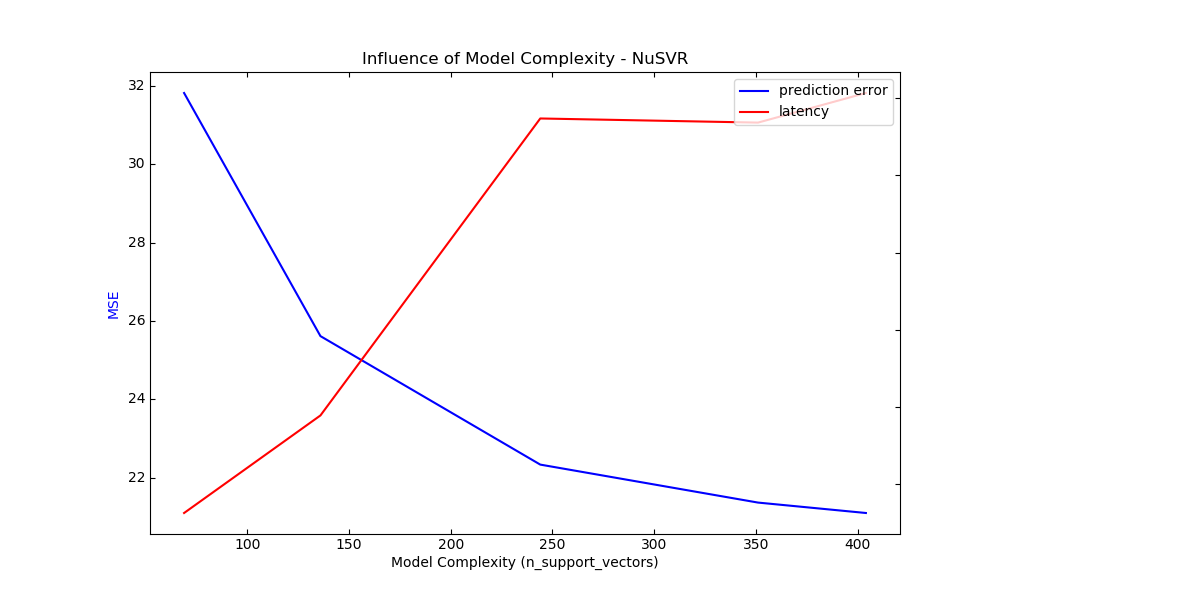 Influence of Model Complexity - NuSVR
prediction error
latency
32
30
28
26
24
22
MSE
100 150 200 250 300 350 400
Model Complexity (n_support_vectors)